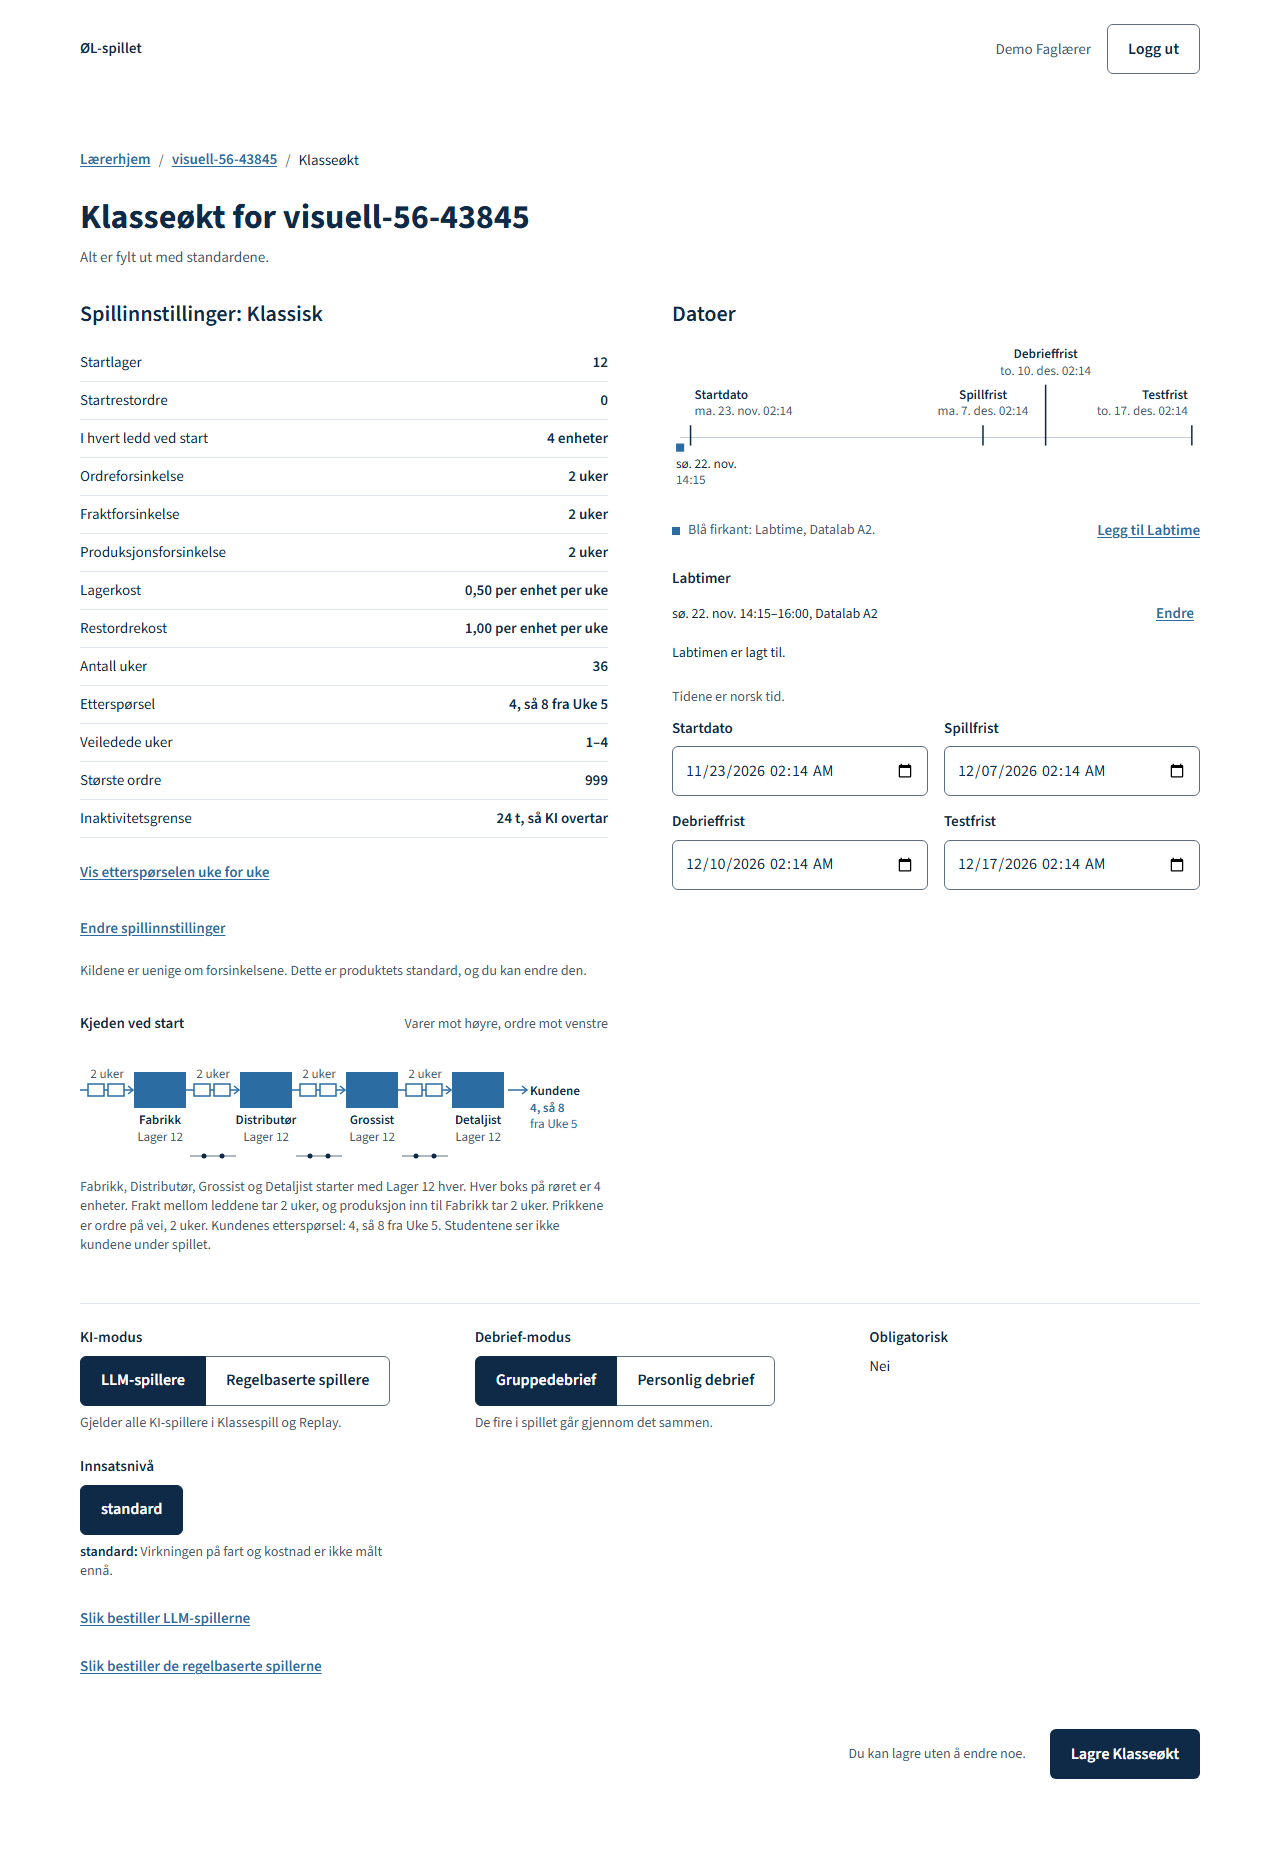 ØL-spillet
Demo Faglærer
Logg ut
Lærerhjem / visuell-56-43845 / Klasseøkt
Klasseøkt for visuell-56-43845
Alt er fylt ut med standardene.
Spillinnstillinger: Klassisk
Startlager 12
Startrestordre 0
I hvert ledd ved start 4 enheter
Ordreforsinkelse 2 uker
Fraktforsinkelse 2 uker
Produksjonsforsinkelse 2 uker
Lagerkost 0,50 per enhet per uke
Restordrekost 1,00 per enhet per uke
Antall uker 36
Etterspørsel 4, så 8 fra Uke 5
Veiledede uker 1–4
Største ordre 999
Inaktivitetsgrense 24 t, så KI overtar
Vis etterspørselen uke for uke
Endre spillinnstillinger
Kildene er uenige om forsinkelsene. Dette er produktets standard, og du kan endre den.
Kjeden ved start
Varer mot høyre, ordre mot venstre
2 uker 2 uker 2 uker 2 uker
Kundene
4, så 8
fra Uke 5
Fabrikk Distributør Grossist Detaljist
Lager 12 Lager 12 Lager 12 Lager 12
Fabrikk, Distributør, Grossist og Detaljist starter med Lager 12 hver. Hver boks på røret er 4
enheter. Frakt mellom leddene tar 2 uker, og produksjon inn til Fabrikk tar 2 uker. Prikkene
er ordre på vei, 2 uker. Kundenes etterspørsel: 4, så 8 fra Uke 5. Studentene ser ikke
kundene under spillet.
Datoer
Debrieffrist
to. 10. des. 02:14
Startdato
ma. 23. nov. 02:14
Spillfrist
ma. 7. des. 02:14
Testfrist
to. 17. des. 02:14
sø. 22. nov.
14:15
Blå firkant: Labtime, Datalab A2.
Legg til Labtime
Labtimer
sø. 22. nov. 14:15–16:00, Datalab A2
Endre
Labtimen er lagt til.
Tidene er norsk tid.
Startdato
11/23/2026 02:14 AM
Spillfrist
12/07/2026 02:14 AM
Debrieffrist
12/10/2026 02:14 AM
Testfrist
12/17/2026 02:14 AM
KI-modus
LLM-spillere Regelbaserte spillere
Gjelder alle KI-spillere i Klassespill og Replay.
Innsatsnivå
standard
standard: Virkningen på fart og kostnad er ikke målt
ennå.
Slik bestiller LLM-spillerne
Slik bestiller de regelbaserte spillerne
Debrief-modus
Gruppedebrief Personlig debrief
De fire i spillet går gjennom det sammen.
Obligatorisk
Nei
Du kan lagre uten å endre noe.
Lagre Klasseøkt